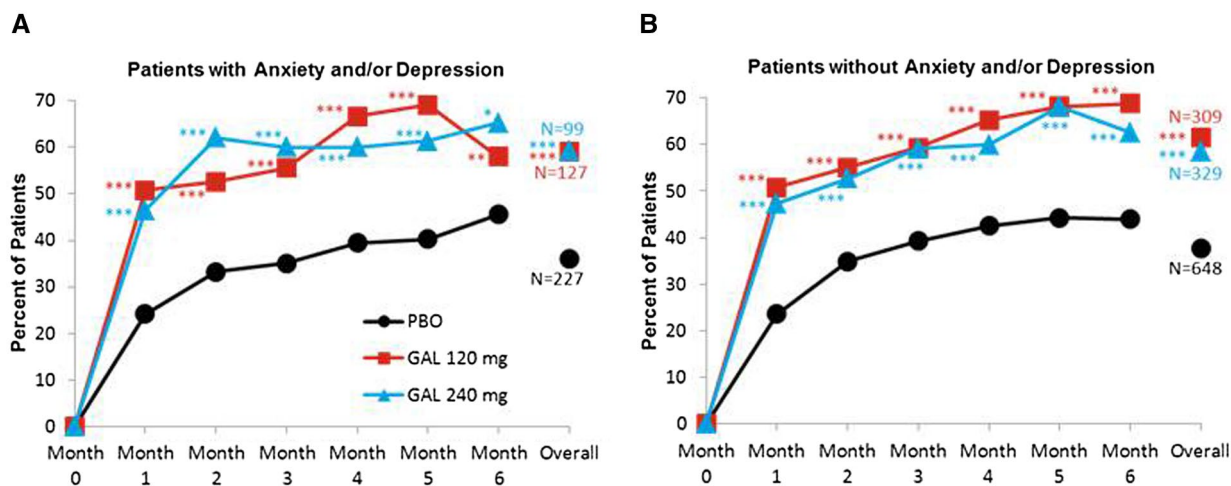 A
Patients with Anxiety and/or Depression
Percent of Patients
70
60
50
40
30
20
10
0
***
***
***
***
***
***
***
***
***
***
*
**
N=99
***
***
N=127
N=227
PBO
GAL 120 mg
GAL 240 mg
Month 0
Month 1
Month 2
Month 3
Month 4
Month 5
Month 6
Overall
B
Patients without Anxiety and/or Depression
Percent of Patients
70
60
50
40
30
20
10
0
***
***
***
***
***
***
***
***
***
***
***
***
N=309
***
***
N=329
N=648
Month 0
Month 1
Month 2
Month 3
Month 4
Month 5
Month 6
Overall